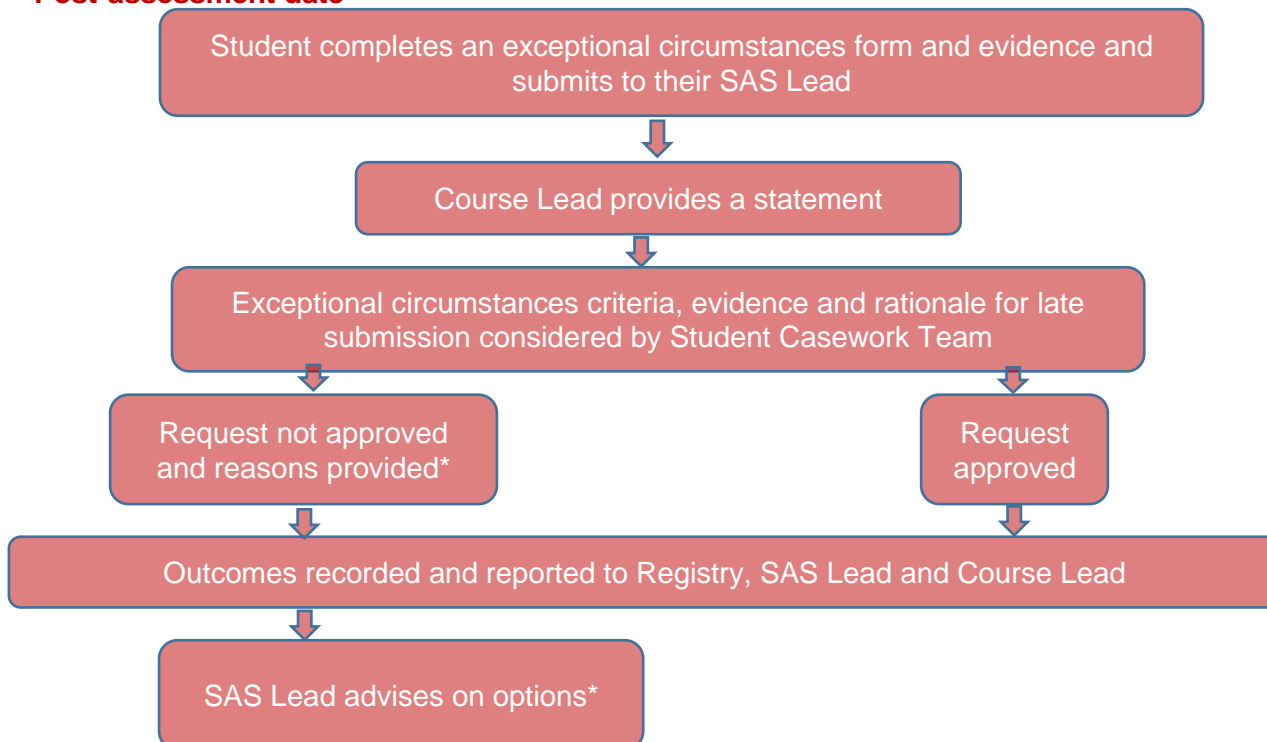 Post assessment date
Student completes an exceptional circumstances form and evidence and
submits to their SAS Lead
Course Lead provides a statement
Exceptional circumstances criteria, evidence and rationale for late
submission considered by Student Casework Team
Request not approved
and reasons provided*
Request
approved
Outcomes recorded and reported to Registry, SAS Lead and Course Lead
SAS Lead advises on options*